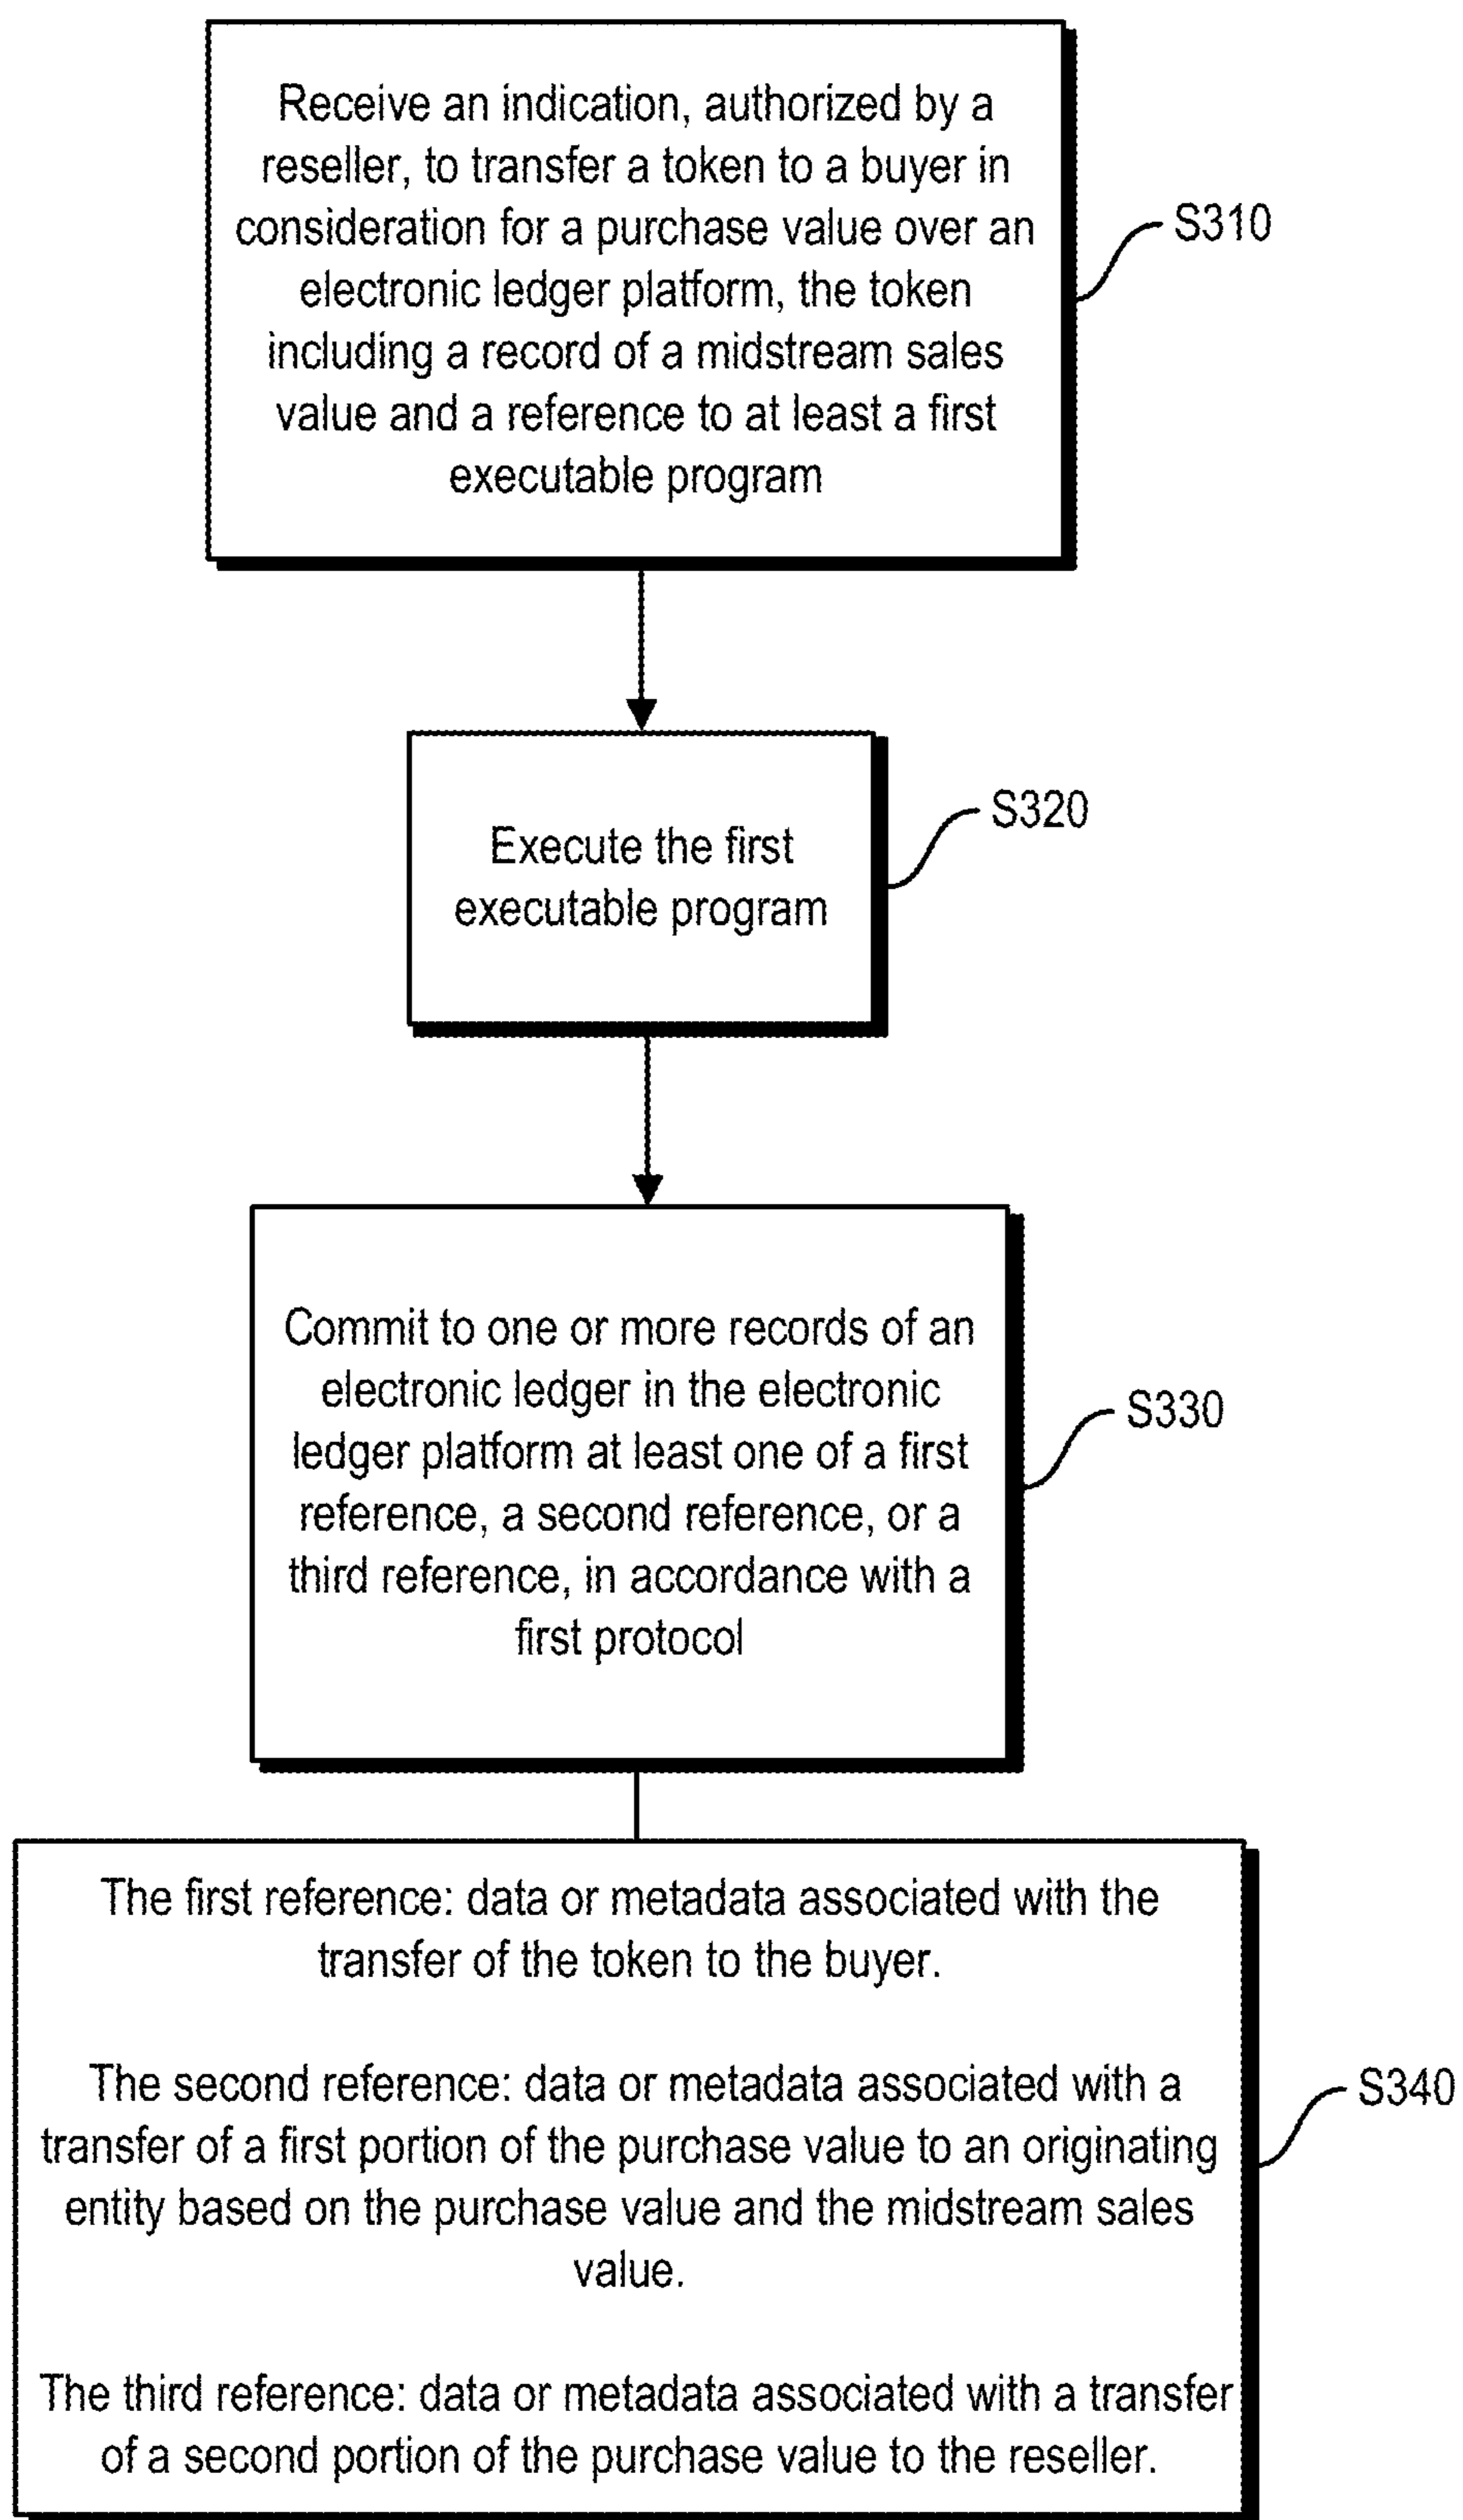 Receive an indication, authorized by a
reseller, to transfer a token to a buyer in
consideration for a purchase value over an
electronic ledger platform, the token
including a record of a midstream sales
value and a reference to at least a first
executable program
S310
Execute the first
executable program
S320
Commit to one or more records of an
electronic ledger in the electronic
ledger platform at least one of a first
reference, a second reference, or a
third reference, in accordance with a
first protocol
S330
The first reference: data or metadata associated with the
transfer of the token to the buyer.
The second reference: data or metadata associated with a
transfer of a first portion of the purchase value to an originating
entity based on the purchase value and the midstream sales
value.
The third reference: data or metadata associated with a transfer
of a second portion of the purchase value to the reseller.
S340